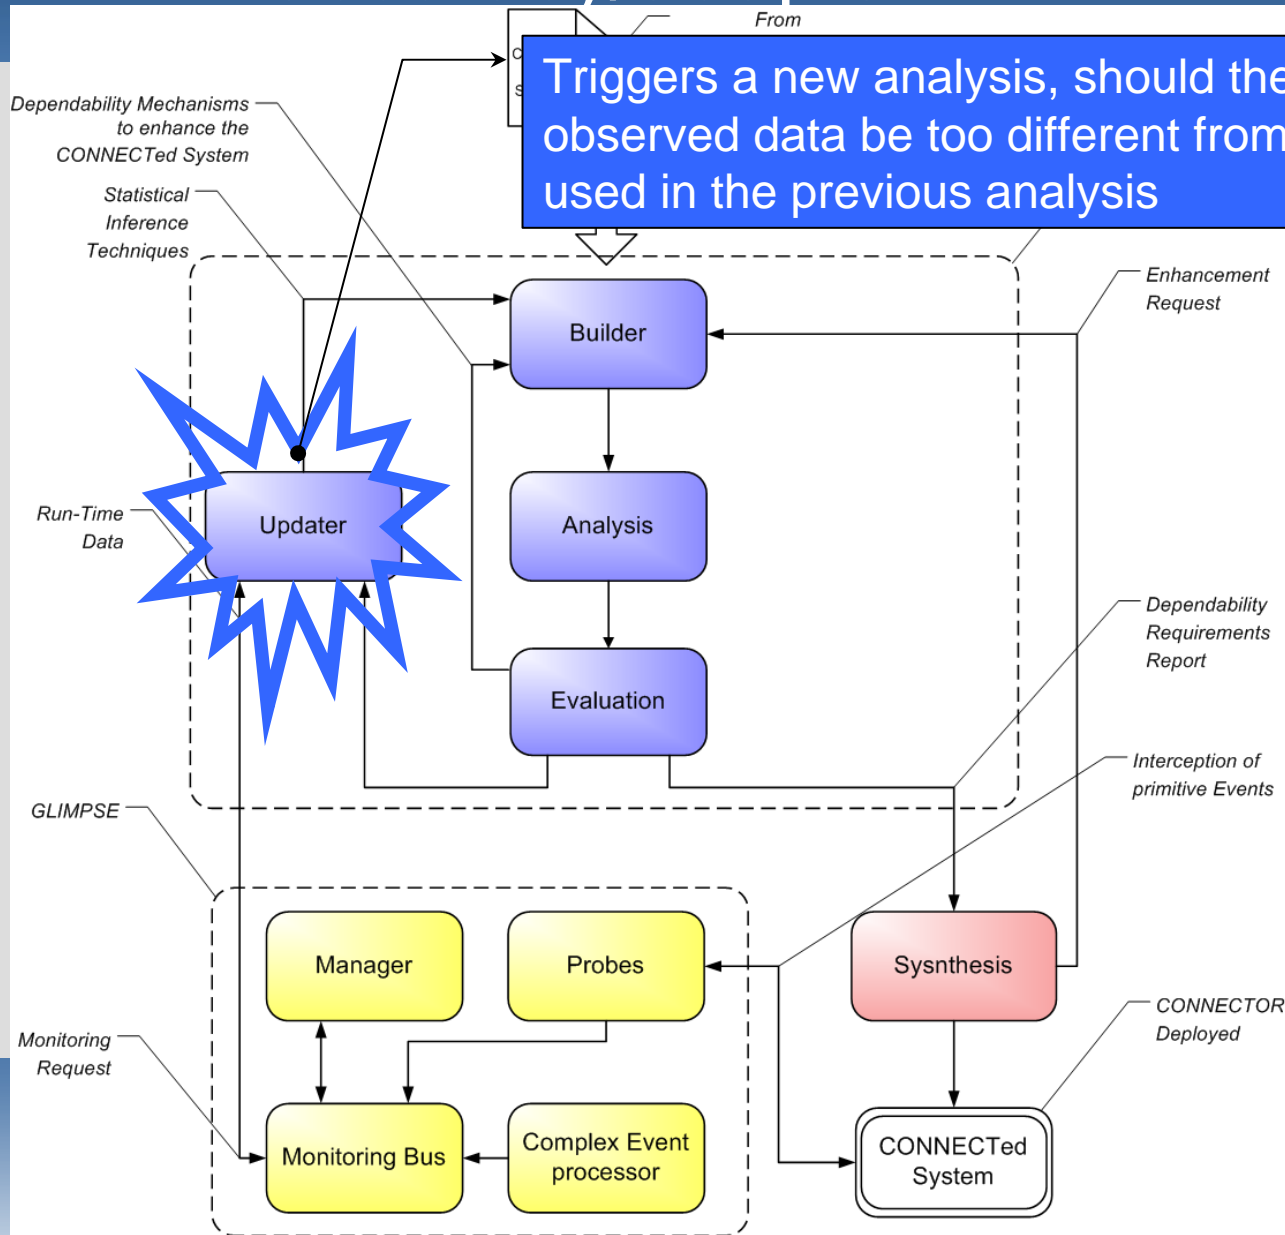 From
Triggers a new analysis, should the
observed data be too different from
used in the previous analysis
Dependability Mechanisms
to enhance the
CONNECTed System
Statistical
Inference
Techniques
Enhancement
Request
Builder
Run-Time
Data
Updater
Analysis
Dependability
Requirements
Report
Evaluation
Interception of
primitive Events
GLIMPSE
Manager
Probes
Sysnthesis
CONNECTOR
Deployed
Monitoring
Request
Monitoring Bus
Complex Event
processor
CONNECTed
System